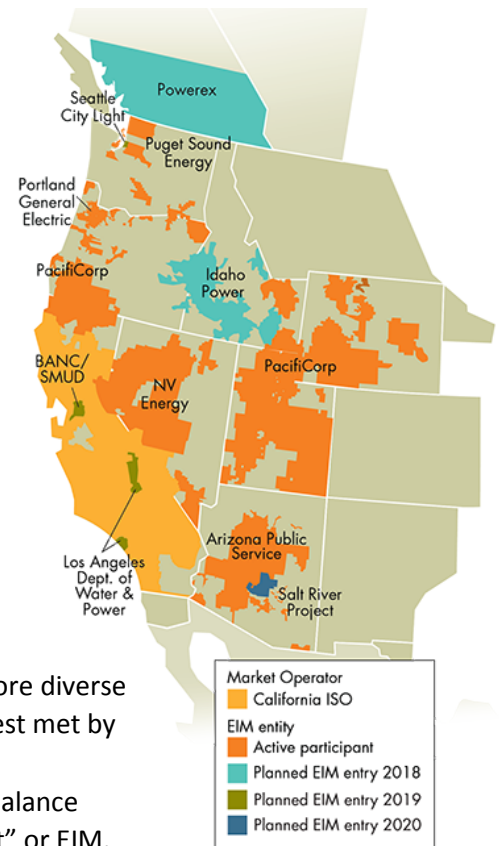 Powerex
Seattle
City Light
Puget Sound
Energy
Portland
General
Electric
PacifiCorp
Idaho
Power
BANC/
SMUD
NV
Energy
PacifiCorp
Arizona Public
Service
Los Angeles
Dept. of
Water &
Power
Salt River
Project
ore diverse
est met by
alance
t” or EIM.
Market Operator
California ISO
EIM entity
Active participant
Planned EIM entry 2018
Planned EIM entry 2019
Planned EIM entry 2020